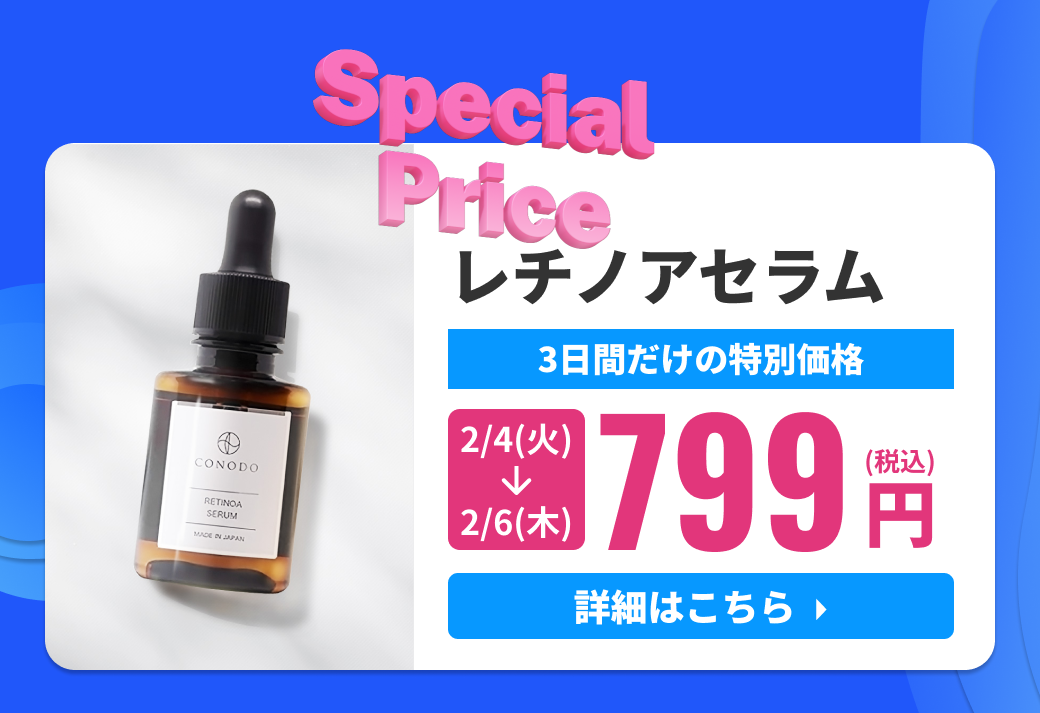 Special
Price
レチノアセラム
3日間だけの特別価格
2/4(火)
↓
2/6(木)
799
(税込)
円
詳細はこちら
CONODO
RETINOA
SERUM
MADE IN JAPAN